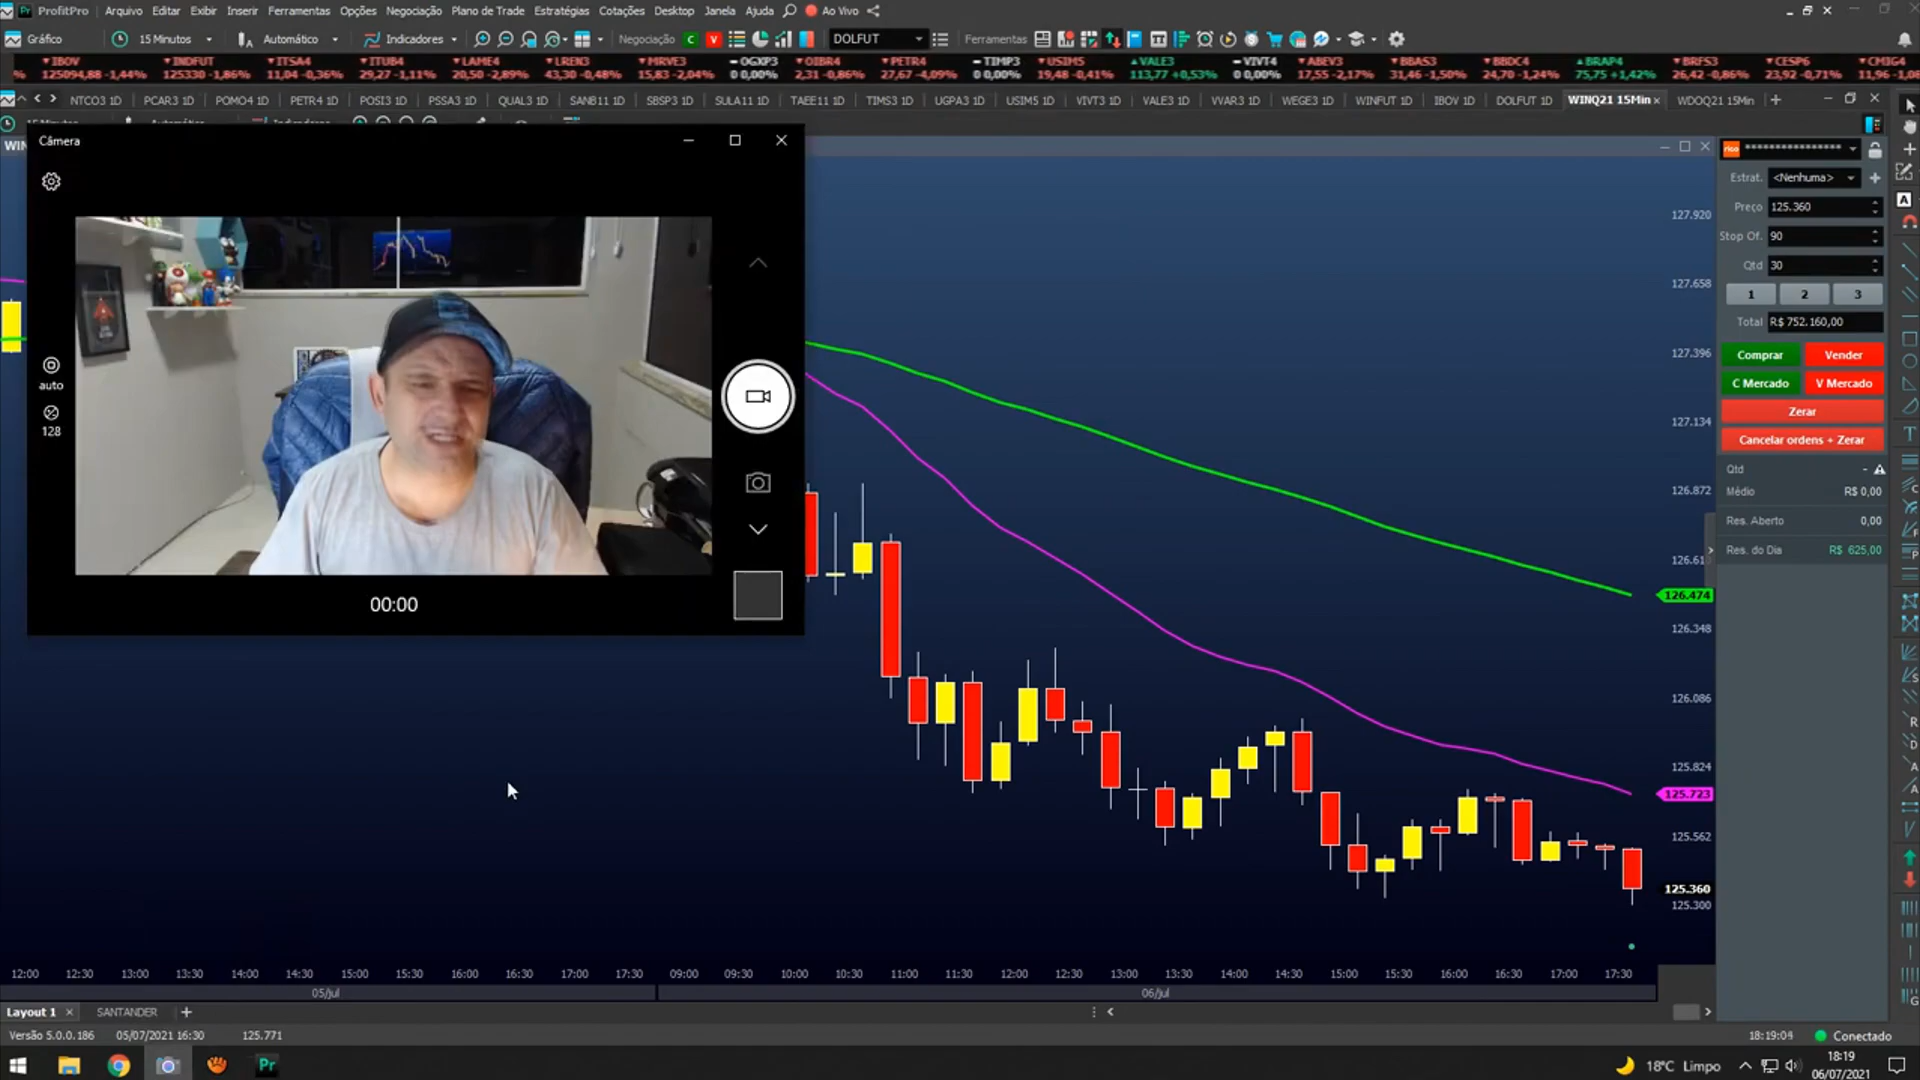 Pr ProfitPro Arquivo Editar Exibir Inserir Ferramentas Opções Negociação Plano de Trade Estratégias Cotações Desktop Janela Ajuda Ao Vivo
Gráfico 15 Minutos Automático Indicadores Negociação C V DOLFUT Ferramentas
IBOV INDFUT ITSA4 ITUB4 LAME4 LREN3 MRVE3 OGXP3 OIBR4 PETR4 TIMP3 USIM5 VALE3 VIVT4 ABEV3 BBAS3 BBDC4 BRAP4 BRFS3 CESP6 CMIG4
125094,88 -1,44% 125330 -1,86% 11,04 -0,36% 29,27 -1,11% 20,50 -2,89% 43,30 -0,48% 15,83 -2,04% 0 0,00% 2,31 -0,86% 27,67 -4,09% 0 0,00% 19,48 -0,41% 113,77 +0,53% 0 0,00% 17,55 -2,17% 31,46 -1,50% 24,70 -1,24% 75,75 +1,42% 26,42 -0,86% 23,92 -0,71% 11,96 -1,08
NTCO3 1D PCAR3 1D POMO4 1D PETR4 1D POSI3 1D PSSA3 1D QUAL3 1D SANB11 1D SBSP3 1D SULA11 1D TAEE11 1D TIMS3 1D UGPA3 1D USIM5 1D VIVT3 1D VALE3 1D VVAR3 1D WEGE3 1D WINFUT 1D IBOV 1D DOLFUT 1D WINQ21 15Min WDOQ21 15Min
WIN
Câmera
auto
128
00:00
127.920
127.658
127.396
127.134
126.872
126.610
126.474
126.348
126.086
125.824
125.723
125.562
125.360
125.300
rico ****************
Estrat. <Nenhuma>
Preço 125.360
Stop Of. 90
Qtd 30
1 2 3
Total R$ 752.160,00
Comprar Vender
C Mercado V Mercado
Zerar
Cancelar ordens + Zerar
Qtd -
Médio R$ 0,00
Res. Aberto 0,00
Res. do Dia R$ 625,00
12:00 12:30 13:00 13:30 14:00 14:30 15:00 15:30 16:00 16:30 17:00 17:30 09:00 09:30 10:00 10:30 11:00 11:30 12:00 12:30 13:00 13:30 14:00 14:30 15:00 15:30 16:00 16:30 17:00 17:30
05/jul 06/jul
Layout 1 SANTANDER
Versão 5.0.0.186 05/07/2021 16:30 125.771 18:19:04 Conectado
Pr 18°C Limpo 18:19
06/07/2021